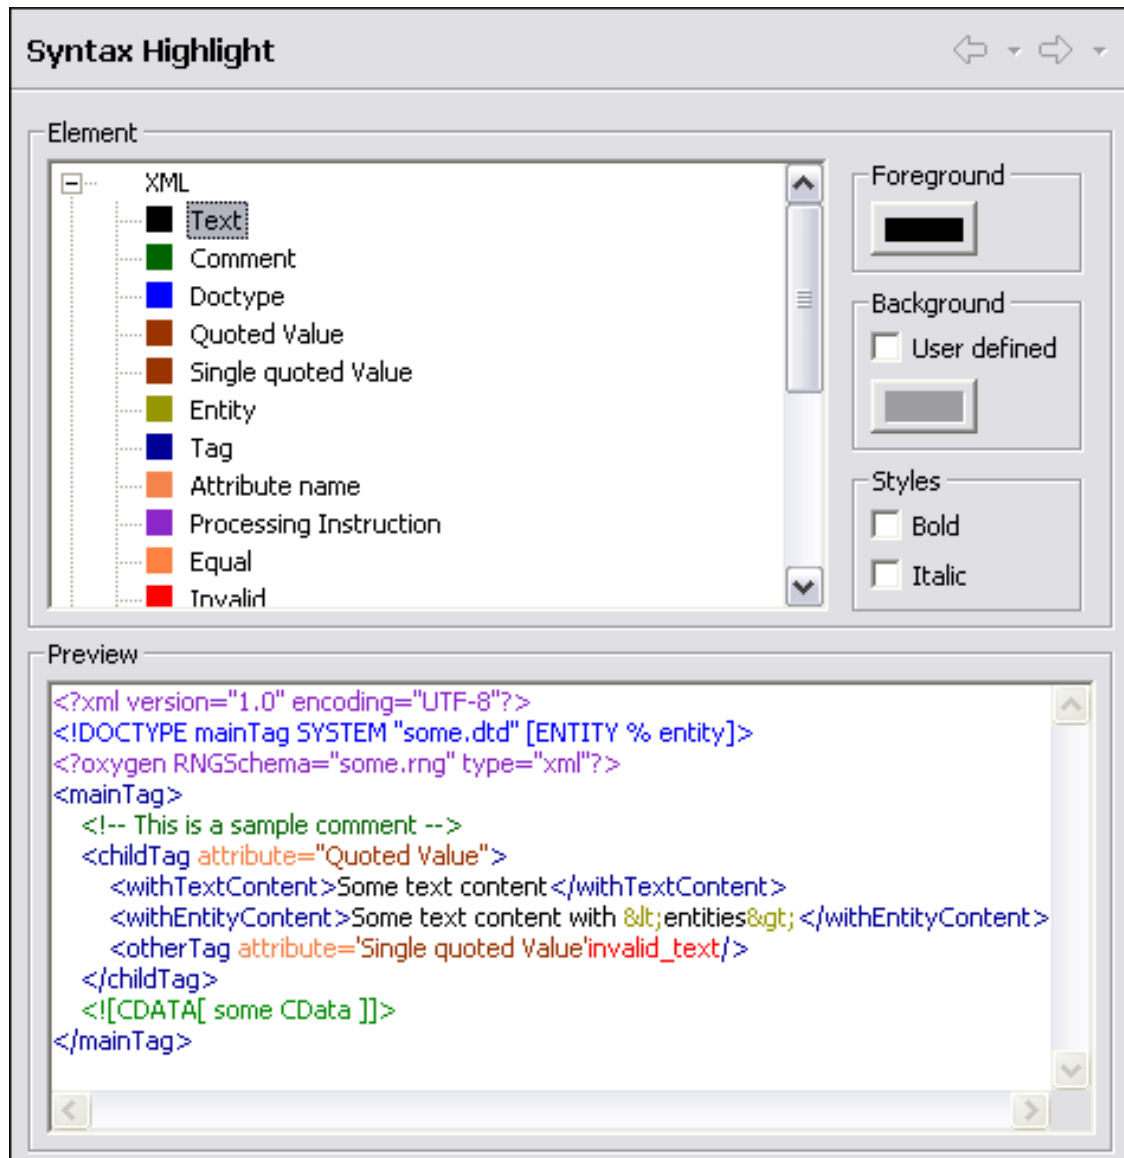 Syntax Highlight
Element
XML
Text
Comment
Doctype
Quoted Value
Single quoted Value
Entity
Tag
Attribute name
Processing Instruction
Equal
Invalid
Foreground
Background
User defined
Styles
Bold
Italic
Preview
<?xml version="1.0" encoding="UTF-8"?>
<!DOCTYPE mainTag SYSTEM "some.dtd" [ENTITY % entity]>
<?oxygen RNGSchema="some.rng" type="xml"?>
<mainTag>
<!-- This is a sample comment -->
<childTag attribute="Quoted Value">
<withTextContent>Some text content</withTextContent>
<withEntityContent>Some text content with &lt;entities&gt; </withEntityContent>
<otherTag attribute='Single quoted Value'invalid_text/>
</childTag>
<![CDATA[ some CData ]]>
</mainTag>